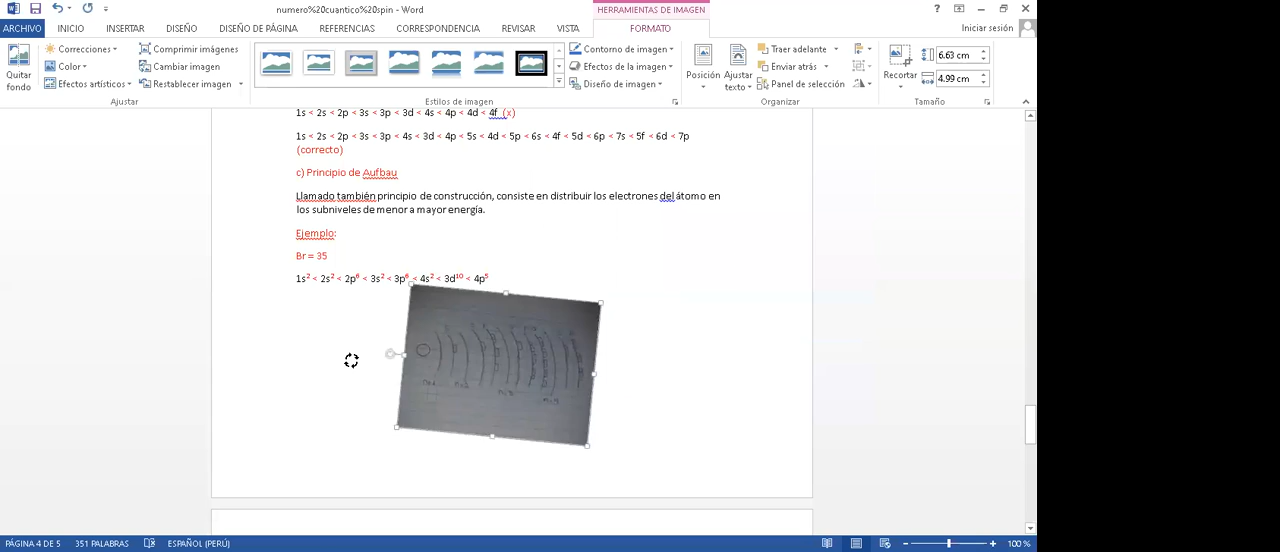 numero%20cuantico%20spin - Word
HERRAMIENTAS DE IMAGEN
ARCHIVO INICIO INSERTAR DISEÑO DISEÑO DE PÁGINA REFERENCIAS CORRESPONDENCIA REVISAR VISTA FORMATO Iniciar sesión
Quitar fondo
Correcciones
Color
Efectos artísticos
Comprimir imágenes
Cambiar imagen
Restablecer imagen
Ajustar
Estilos de imagen
Contorno de imagen
Efectos de la imagen
Diseño de imagen
Posición
Ajustar texto
Traer adelante
Enviar atrás
Panel de selección
Organizar
Recortar
6.63 cm
4.99 cm
Tamaño
1s < 2s < 2p < 3s < 3p < 3d < 4s < 4p < 4d < 4f (x)
1s < 2s < 2p < 3s < 3p < 4s < 3d < 4p < 5s < 4d < 5p < 6s < 4f < 5d < 6p < 7s < 5f < 6d < 7p
(correcto)
c) Principio de Aufbau
Llamado también principio de construcción, consiste en distribuir los electrones del átomo en
los subniveles de menor a mayor energía.
Ejemplo:
Br = 35
1s² < 2s² < 2p⁶ < 3s² < 3p⁶ < 4s² < 3d¹⁰ < 4p⁵
PÁGINA 4 DE 5 351 PALABRAS ESPAÑOL (PERÚ) 100 %